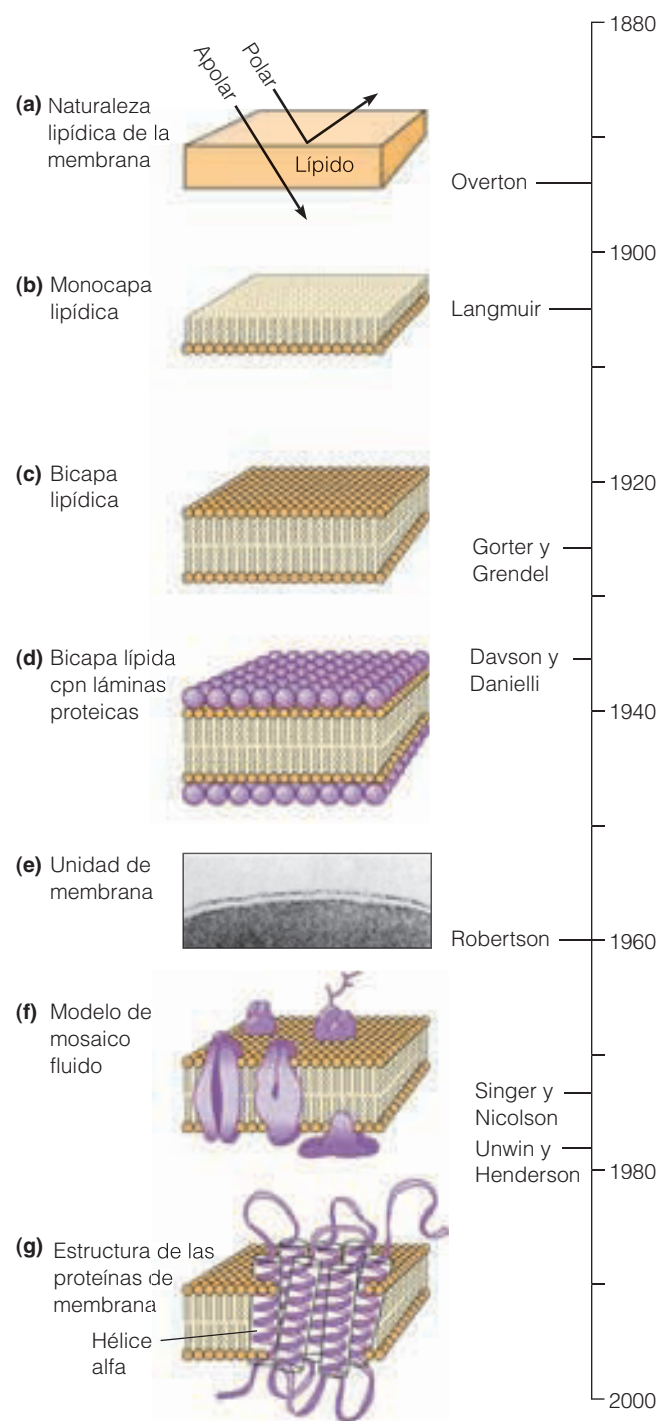 1880
Polar
Apolar
(a) Naturaleza
lipídica de la
membrana
Lípido
Overton
1900
(b) Monocapa
lipídica
Langmuir
1920
(c) Bicapa
lipídica
Gorter y
Grendel
(d) Bicapa lípida
cpn láminas
proteicas
Davson y
Danielli
1940
(e) Unidad de
membrana
Robertson
1960
(f) Modelo de
mosaico
fluido
Singer y
Nicolson
Unwin y
Henderson
1980
(g) Estructura de las
proteínas de
membrana
Hélice
alfa
2000